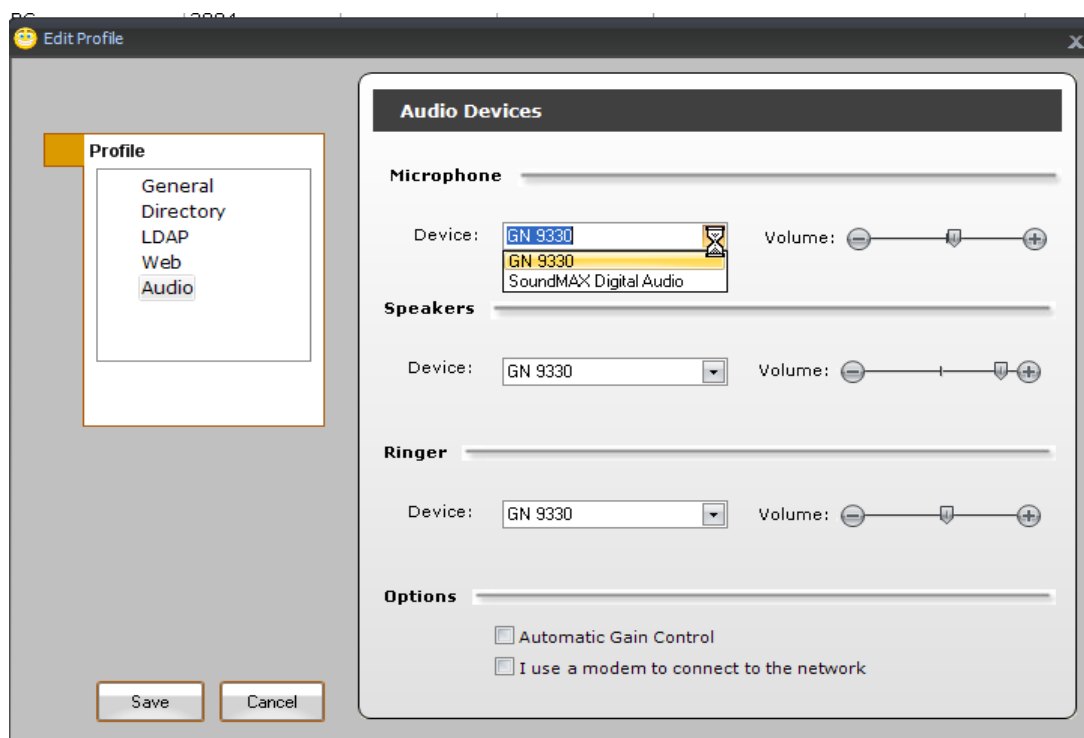 Edit Profile
x
Audio Devices
Profile
General
Directory
LDAP
Web
Audio
Microphone
Device: GN 9330 Volume:
GN 9330
SoundMAX Digital Audio
Speakers
Device: GN 9330 Volume:
Ringer
Device: GN 9330 Volume:
Options
Automatic Gain Control
I use a modem to connect to the network
Save Cancel